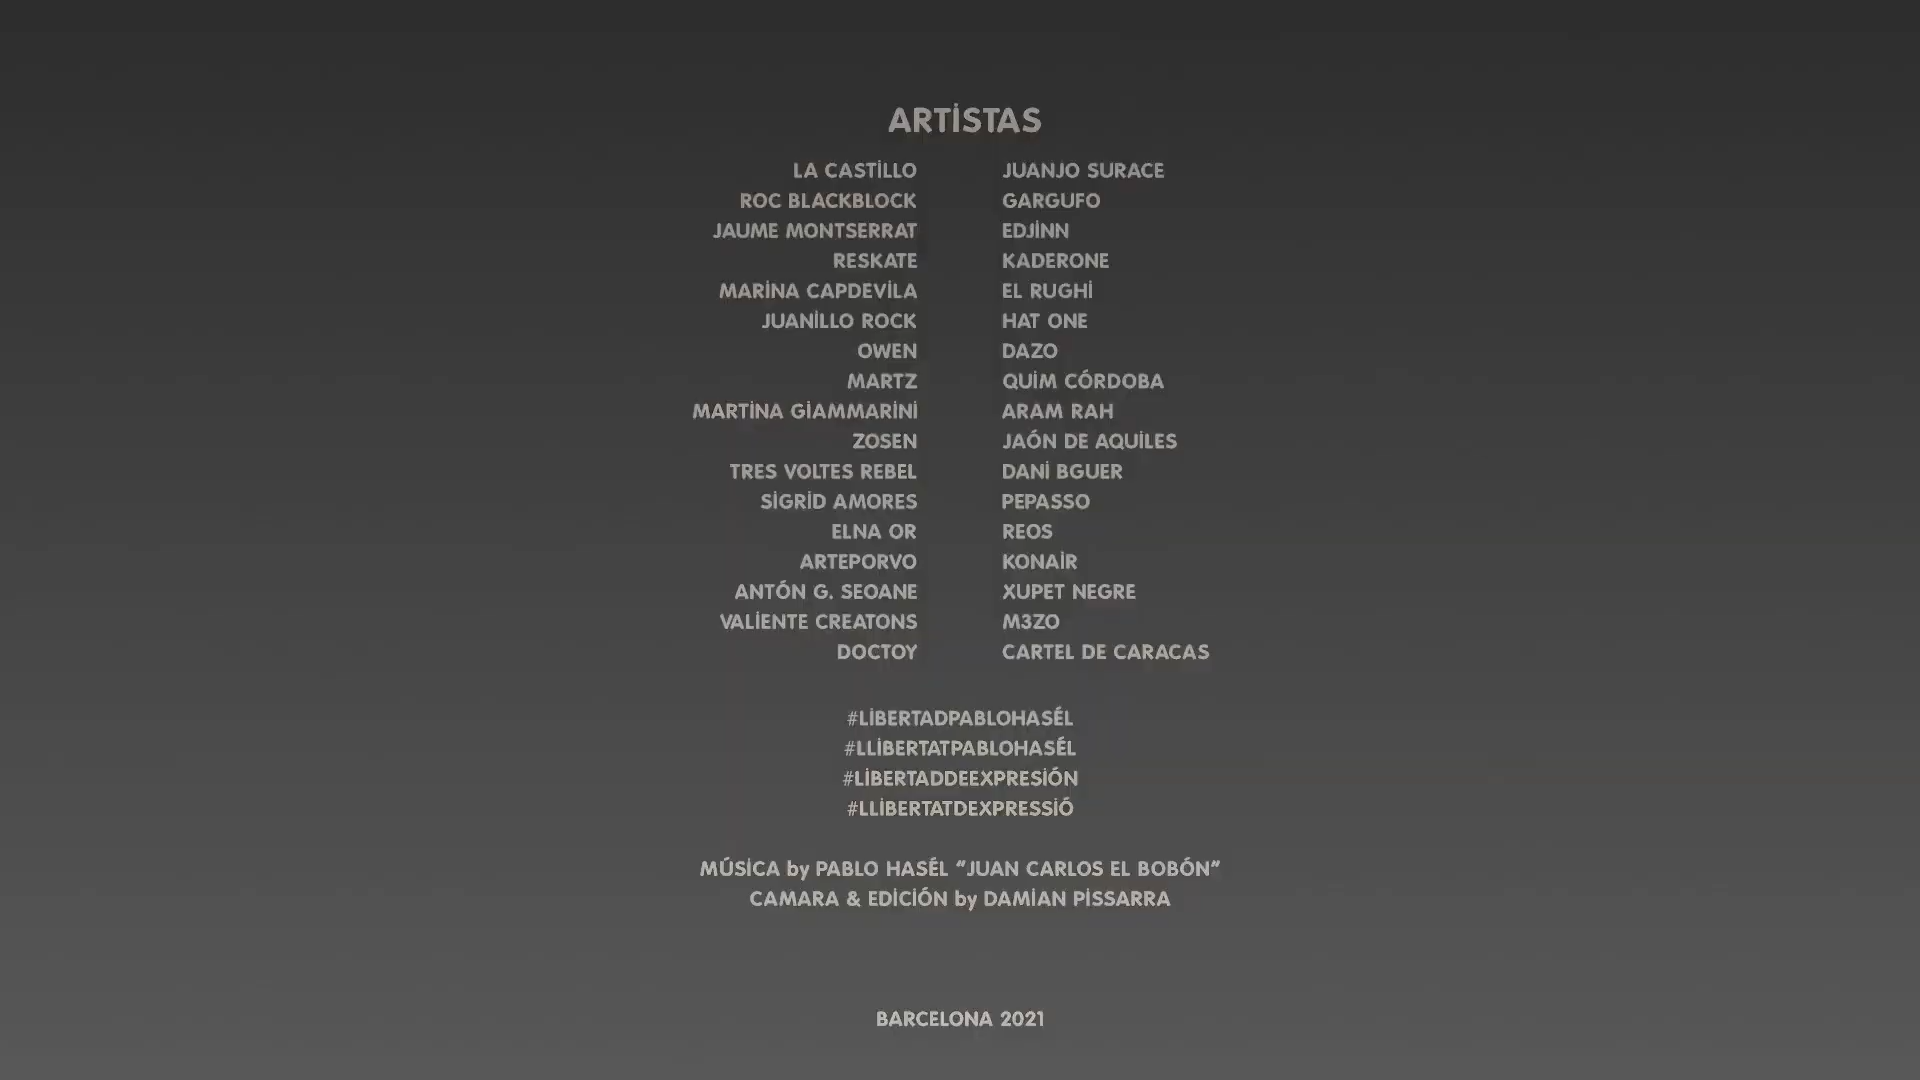 ARTISTAS
LA CASTILLO JUANJO SURACE
ROC BLACKBLOCK GARGUFO
JAUME MONTSERRAT EDJINN
RESKATE KADERONE
MARINA CAPDEVILA EL RUGHI
JUANILLO ROCK HAT ONE
OWEN DAZO
MARTZ QUIM CÓRDOBA
MARTINA GIAMMARINI ARAM RAH
ZOSEN JAÓN DE AQUILES
TRES VOLTES REBEL DANI BGUER
SIGRID AMORES PEPASSO
ELNA OR REOS
ARTEPORVO KONAIR
ANTÓN G. SEOANE XUPET NEGRE
VALIENTE CREATONS M3ZO
DOCTOY CARTEL DE CARACAS
#LIBERTADPABLOHASÉL
#LLIBERTATPABLOHASÉL
#LIBERTADDEEXPRESIÓN
#LLIBERTATDEXPRESSIÓ
MÚSICA by PABLO HASÉL “JUAN CARLOS EL BOBÓN”
CAMARA & EDICIÓN by DAMIAN PISSARRA
BARCELONA 2021